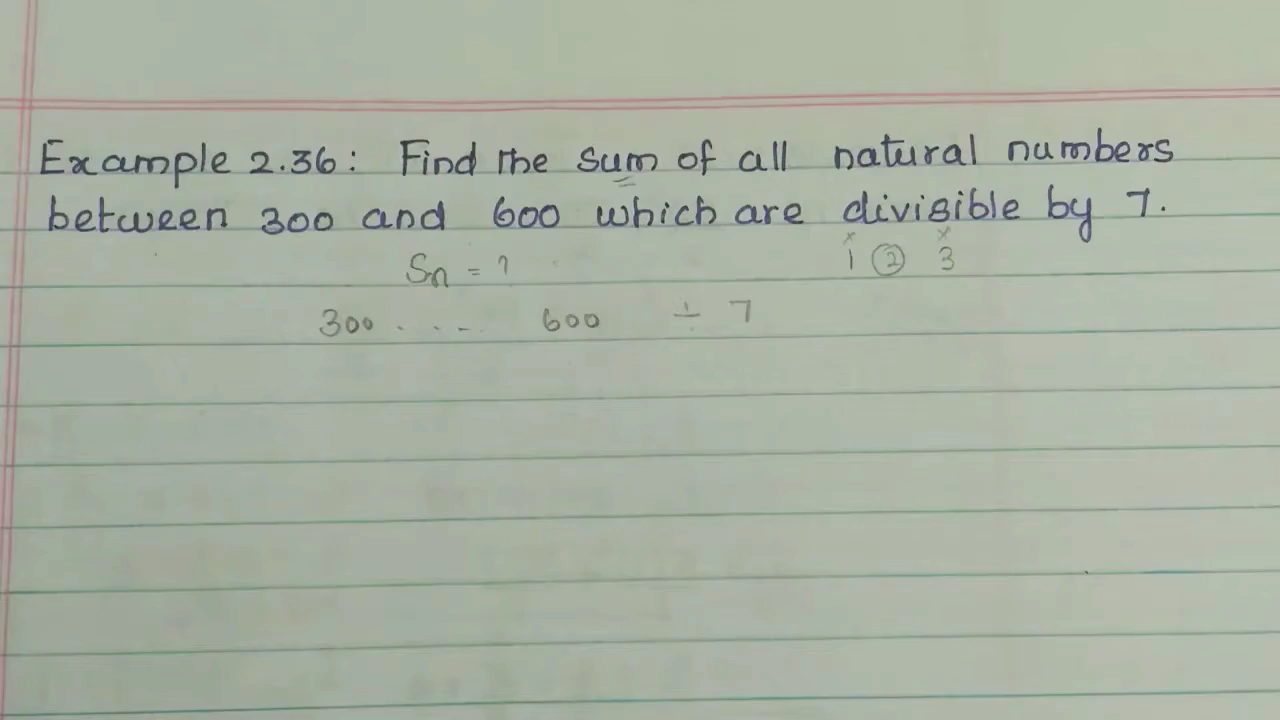 Example 2.36: Find the sum of all natural numbers
between 300 and 600 which are divisible by 7.
x x
Sn = ? 1 2 3
300 . . .. 600 ÷ 7